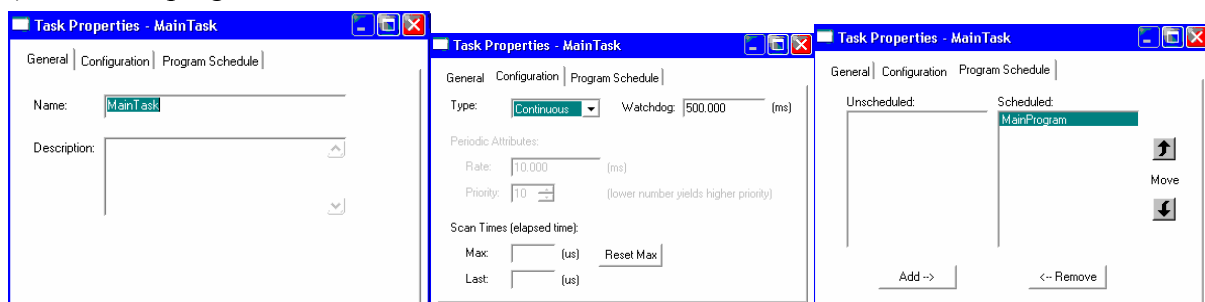 Task Properties - MainTask
General Configuration Program Schedule
Name: MainTask
Description:
Task Properties - MainTask
General Configuration Program Schedule
Type: Continuous Watchdog: 500.000 (ms)
Periodic Attributes:
Rate: 10.000 (ms)
Priority: 10 (lower number yields higher priority)
Scan Times (elapsed time):
Max: (us) Reset Max
Last: (us)
Task Properties - MainTask
General Configuration Program Schedule
Unscheduled: Scheduled:
MainProgram
Move
Add --> <-- Remove